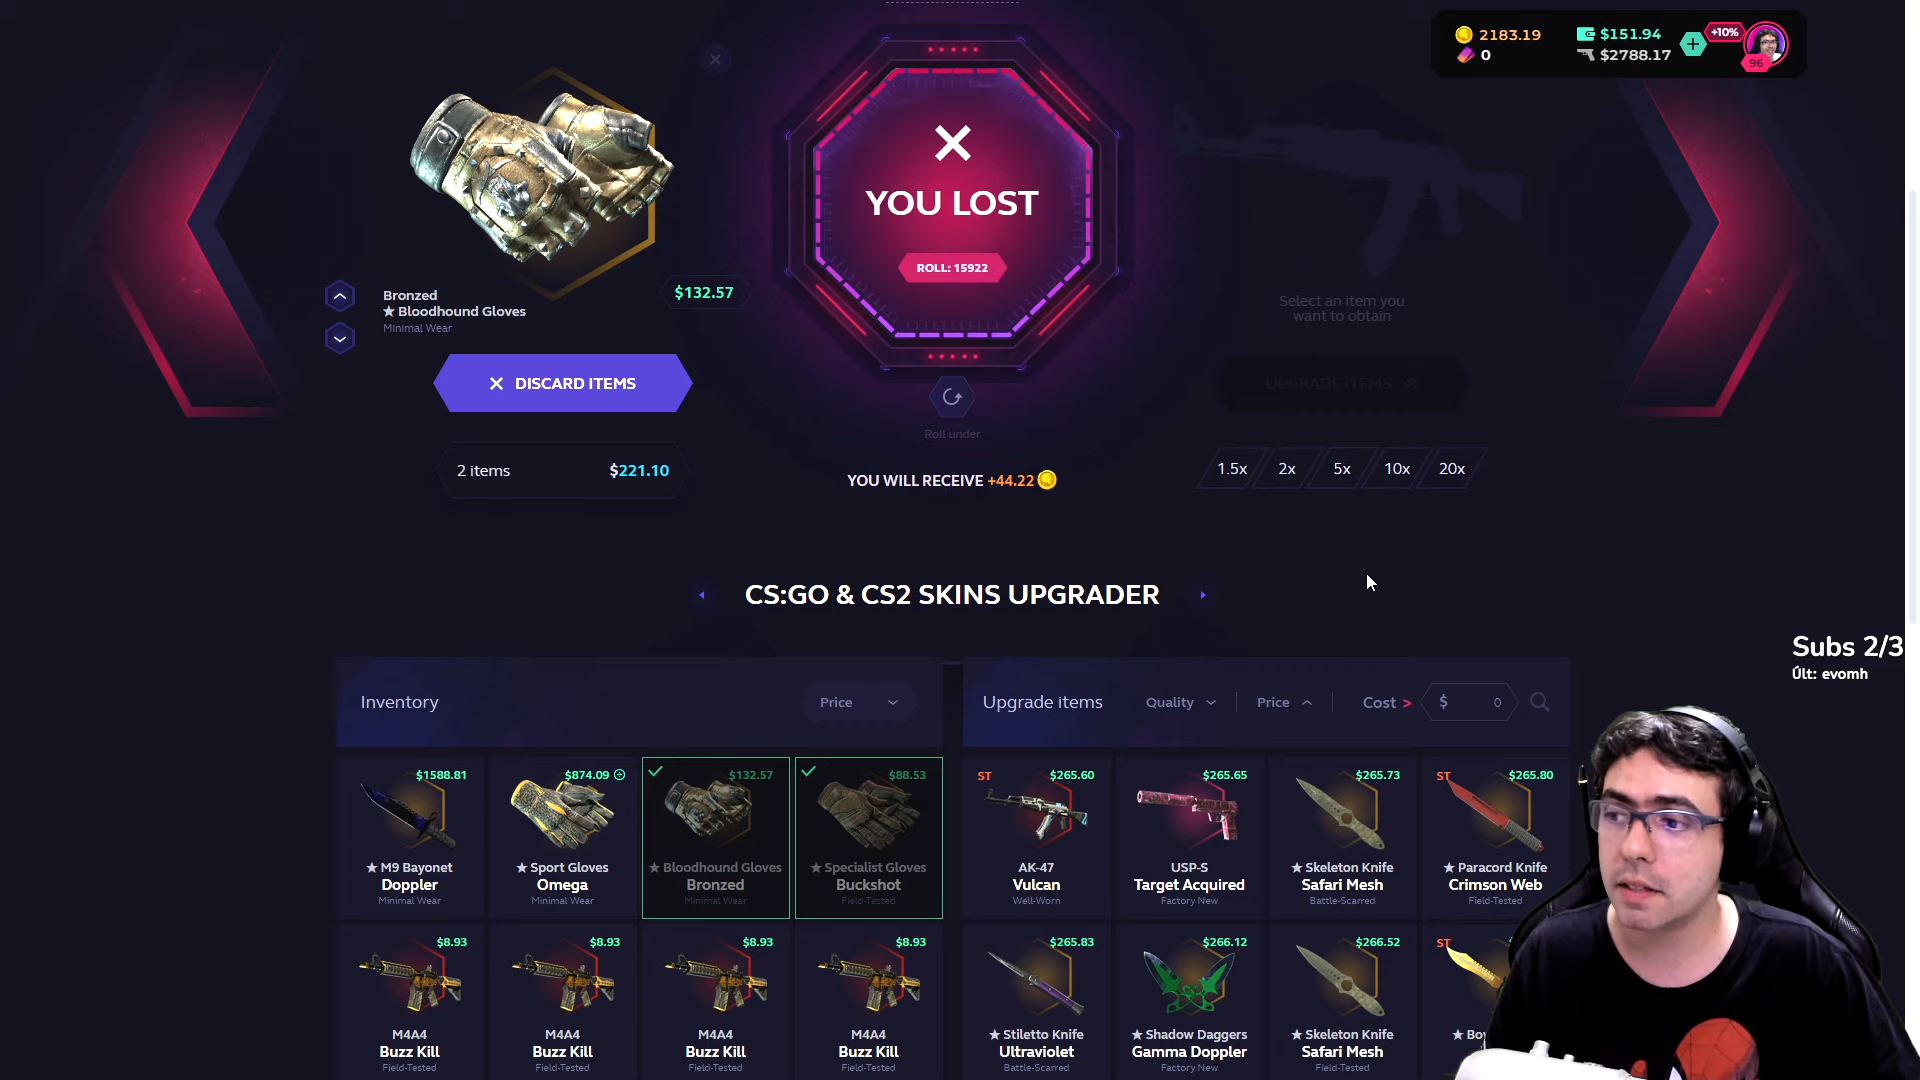 2183.19
$151.94
+10%
0
$2788.17
96
YOU LOST
ROLL: 15922
$132.57
Bronzed
★ Bloodhound Gloves
Minimal Wear
Select an item you
want to obtain
DISCARD ITEMS
UPGRADE ITEMS
Roll under
2 items
$221.10
YOU WILL RECEIVE +44.22
1.5x
2x
5x
10x
20x
CS:GO & CS2 SKINS UPGRADER
Subs 2/3
Últ: evomh
Inventory
Price
Upgrade items
Quality
Price
Cost >
$
0
$1588.81
★ M9 Bayonet
Doppler
Minimal Wear
$874.09
★ Sport Gloves
Omega
Minimal Wear
$132.57
★ Bloodhound Gloves
Bronzed
Minimal Wear
$88.53
★ Specialist Gloves
Buckshot
Field-Tested
ST
$265.60
AK-47
Vulcan
Well-Worn
$265.65
USP-S
Target Acquired
Factory New
$265.73
★ Skeleton Knife
Safari Mesh
Battle-Scarred
ST
$265.80
★ Paracord Knife
Crimson Web
Field-Tested
$8.93
M4A4
Buzz Kill
Field-Tested
$8.93
M4A4
Buzz Kill
Field-Tested
$8.93
M4A4
Buzz Kill
Field-Tested
$8.93
M4A4
Buzz Kill
Field-Tested
$265.83
★ Stiletto Knife
Ultraviolet
Battle-Scarred
$266.12
★ Shadow Daggers
Gamma Doppler
Factory New
$266.52
★ Skeleton Knife
Safari Mesh
Field-Tested
ST